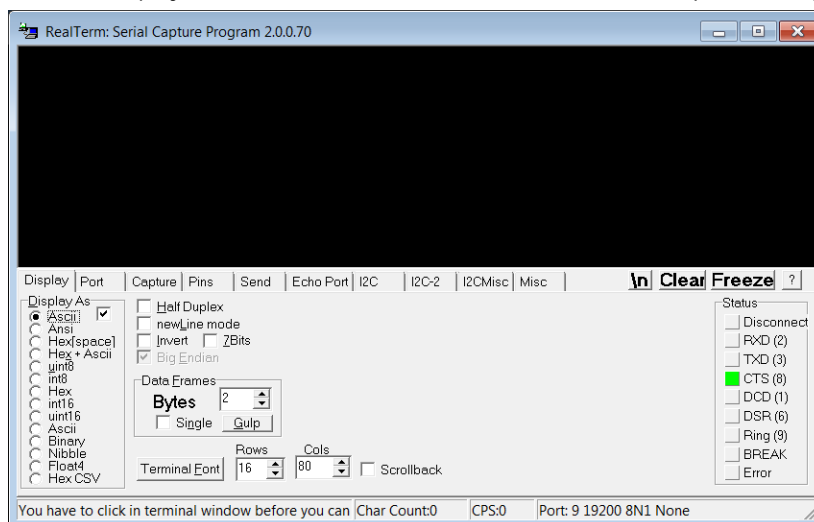 RealTerm: Serial Capture Program 2.0.0.70
Display Port Capture Pins Send Echo Port I2C I2C-2 I2CMisc Misc \n Clear Freeze ?
Display As
Ascii
Ansi
Hex[space]
Hex + Ascii
uint8
int8
Hex
int16
uint16
Ascii
Binary
Nibble
Float4
Hex CSV
Half Duplex
newLine mode
Invert 7Bits
Big Endian
Data Frames
Bytes 2
Single Gulp
Rows Cols
Terminal Font 16 80 Scrollback
Status
Disconnect
RXD (2)
TXD (3)
CTS (8)
DCD (1)
DSR (6)
Ring (9)
BREAK
Error
You have to click in terminal window before you can Char Count:0 CPS:0 Port: 9 19200 8N1 None